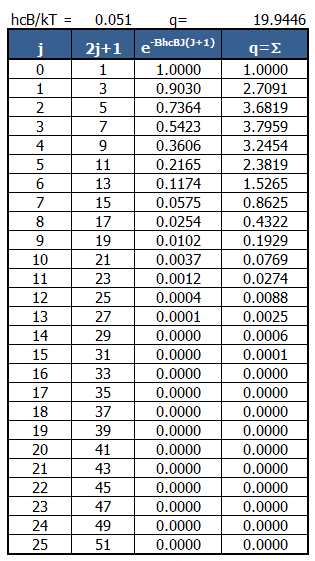 hcB/kT = 0.051 q= 19.9446
j 2j+1 e^-BhcBJ(J+1) q=Σ
0 1 1.0000 1.0000
1 3 0.9030 2.7091
2 5 0.7364 3.6819
3 7 0.5423 3.7959
4 9 0.3606 3.2454
5 11 0.2165 2.3819
6 13 0.1174 1.5265
7 15 0.0575 0.8625
8 17 0.0254 0.4322
9 19 0.0102 0.1929
10 21 0.0037 0.0769
11 23 0.0012 0.0274
12 25 0.0004 0.0088
13 27 0.0001 0.0025
14 29 0.0000 0.0006
15 31 0.0000 0.0001
16 33 0.0000 0.0000
17 35 0.0000 0.0000
18 37 0.0000 0.0000
19 39 0.0000 0.0000
20 41 0.0000 0.0000
21 43 0.0000 0.0000
22 45 0.0000 0.0000
23 47 0.0000 0.0000
24 49 0.0000 0.0000
25 51 0.0000 0.0000